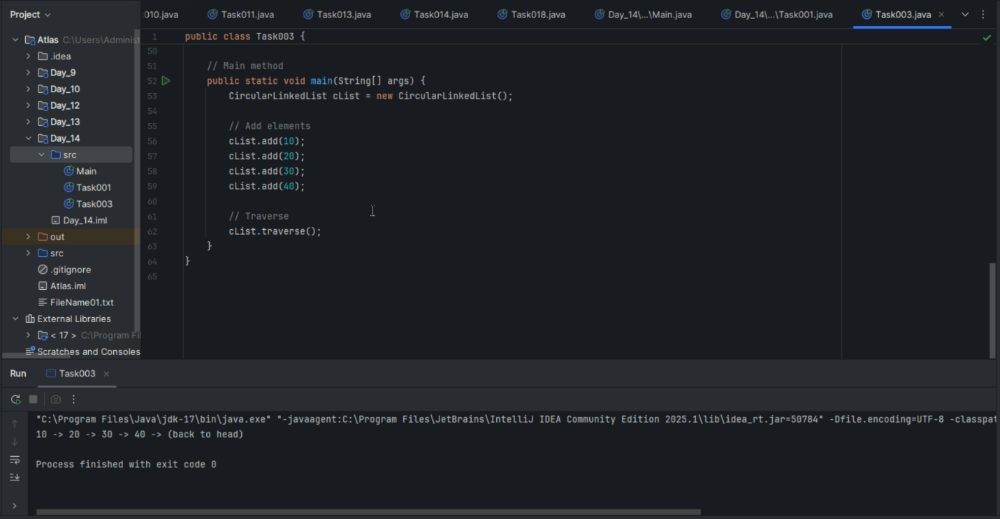 Project
:010.java Task011.java Task013.java Task014.java Task018.java Day_14\...\Main.java Day_14\...\Task001.java Task003.java
Atlas C:\Users\Administ
.idea
Day_9
Day_10
Day_12
Day_13
Day_14
src
Main
Task001
Task003
Day_14.iml
out
src
.gitignore
Atlas.iml
FileName01.txt
External Libraries
< 17 > C:\Program Fil
Scratches and Consoles
1 public class Task003 {
50
51 // Main method
52 public static void main(String[] args) {
53 CircularLinkedList cList = new CircularLinkedList();
54
55 // Add elements
56 cList.add(10);
57 cList.add(20);
58 cList.add(30);
59 cList.add(40);
60
61 // Traverse
62 cList.traverse();
63 }
64 }
65
Run Task003
"C:\Program Files\Java\jdk-17\bin\java.exe" "-javaagent:C:\Program Files\JetBrains\IntelliJ IDEA Community Edition 2025.1\lib\idea_rt.jar=50784" -Dfile.encoding=UTF-8 -classpat
10 -> 20 -> 30 -> 40 -> (back to head)
Process finished with exit code 0